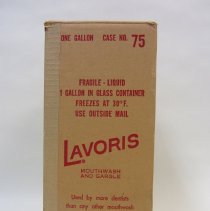 ONE GALLON CASE NO. 75
FRAGILE - LIQUID
1 GALLON IN GLASS CONTAINER
FREEZES AT 30°F.
USE OUTSIDE MAIL
LAVORIS
MOUTHWASH
AND GARGLE
Used by more dentists
than any other mouthwash